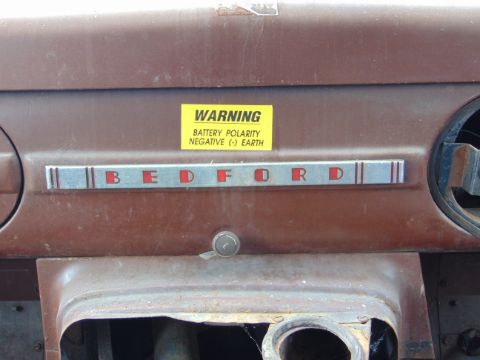 WARNING
BATTERY POLARITY
NEGATIVE (-) EARTH
BEDFORD